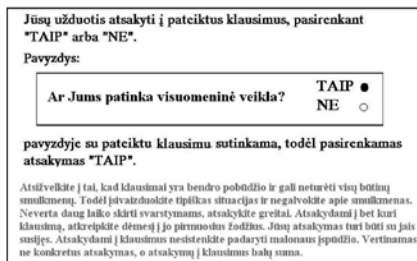 Jūsų užduotis atsakyti į pateiktus klausimus, pasirenkant
"TAIP" arba "NE".
Pavyzdys:
Ar Jums patinka visuomeninė veikla?
TAIP
NE
pavyzdyje su pateiktu klausimu sutinkama, todėl pasirenkamas
atsakymas "TAIP".
Atsižvelkite į tai, kad klausimai yra bendro pobūdžio ir gali neturėti visų būtinų
smulkmenų. Todėl įsivaizduokite tipiškas situacijas ir negalvokite apie smulkmenas.
Neverta daug laiko skirti svarstymams, atsakykite greitai. Atsakydami į bet kuri
klausimą, atkreipkite dėmesį į jo pirmuosius žodžius. Jūsų atsakymas turi būti su jais
susijęs. Atsakydami į klausimus nesistenkite padaryti malonaus įspūdžio. Vertinamas
ne konkretus atsakymas, o atsakymų į klausimus balų suma.